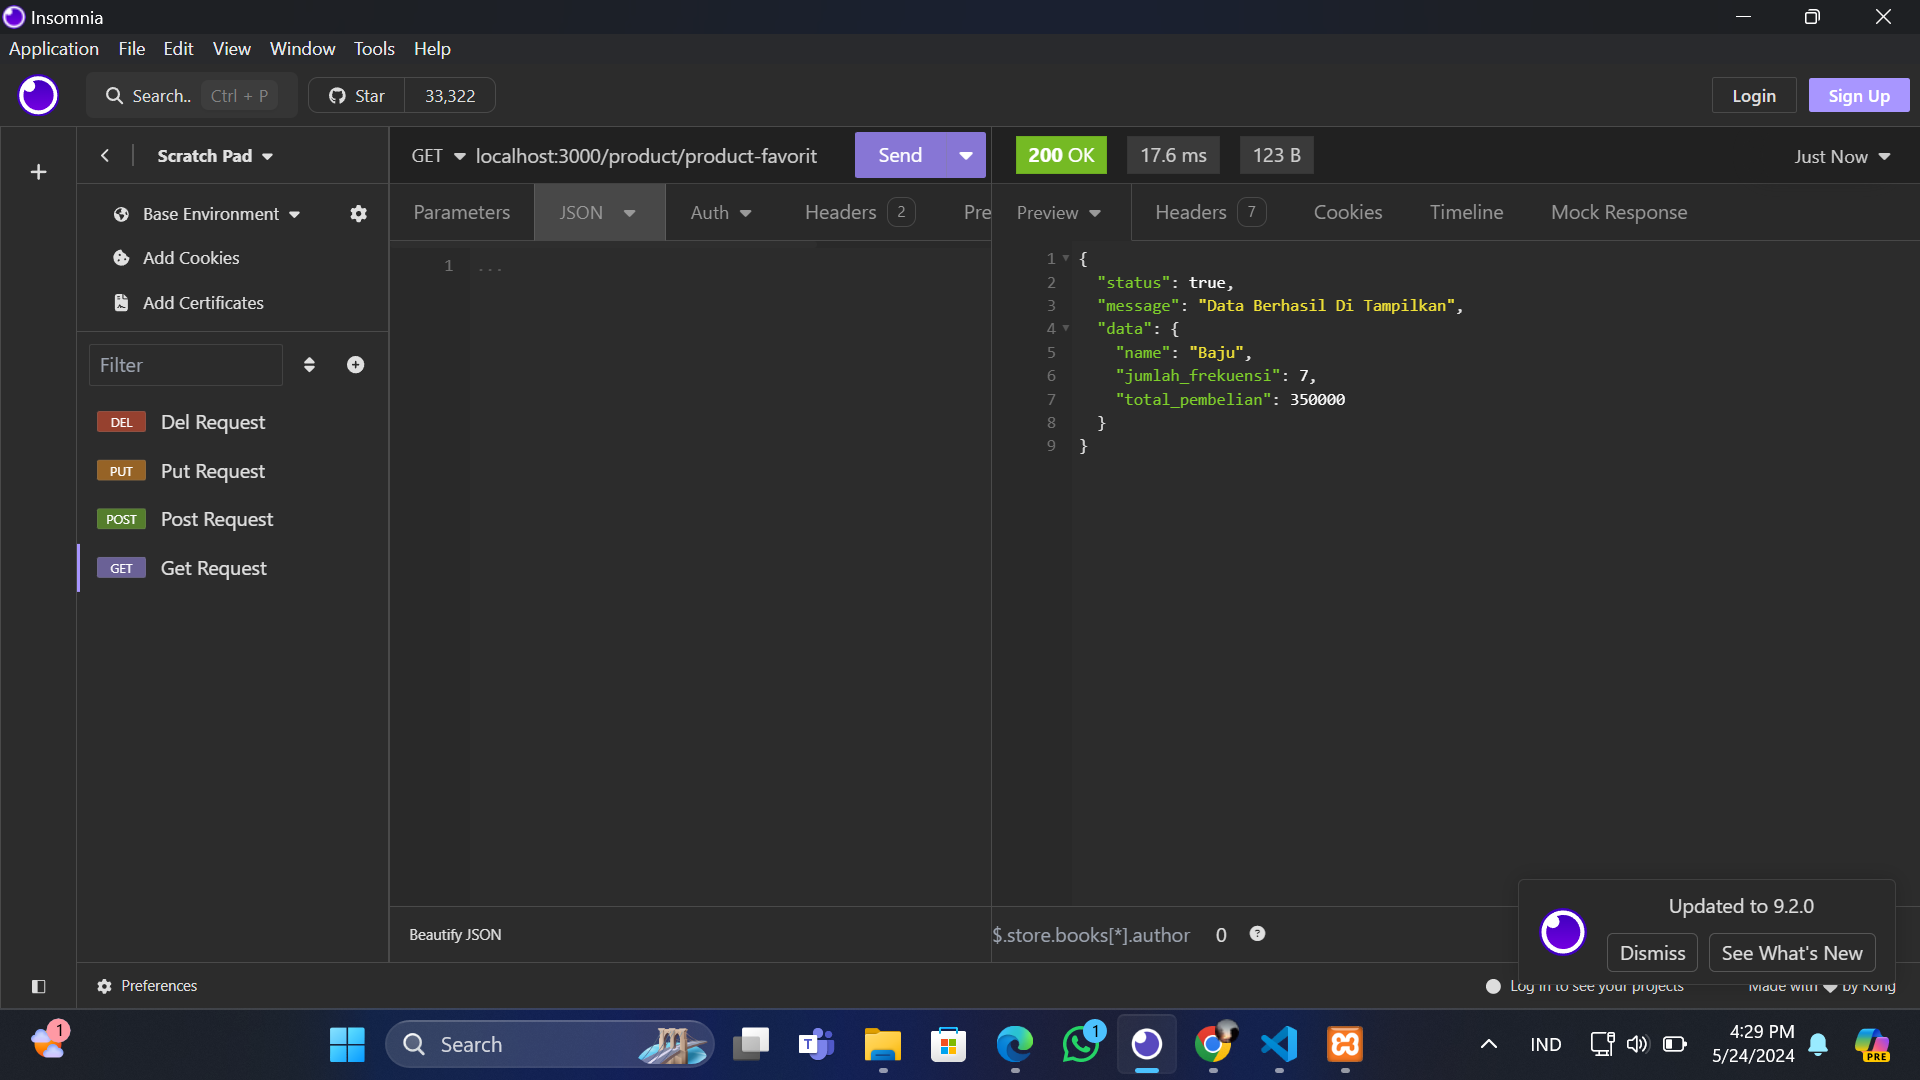 Insomnia
Application File Edit View Window Tools Help
Search.. Ctrl + P Star 33,322 Login Sign Up
Scratch Pad
Base Environment
Add Cookies
Add Certificates
Filter
DEL Del Request
PUT Put Request
POST Post Request
GET Get Request
GET localhost:3000/product/product-favorit Send
Parameters JSON Auth Headers 2 Pre
1 ...
Beautify JSON
200 OK 17.6 ms 123 B Just Now
Preview Headers 7 Cookies Timeline Mock Response
1 {
2 "status": true,
3 "message": "Data Berhasil Di Tampilkan",
4 "data": {
5 "name": "Baju",
6 "jumlah_frekuensi": 7,
7 "total_pembelian": 350000
8 }
9 }
$.store.books[*].author 0 ?
Updated to 9.2.0
Dismiss See What's New
Preferences
Log in to see your projects Made with by Kong
1
Search
T
1
IND
4:29 PM
5/24/2024
PRE